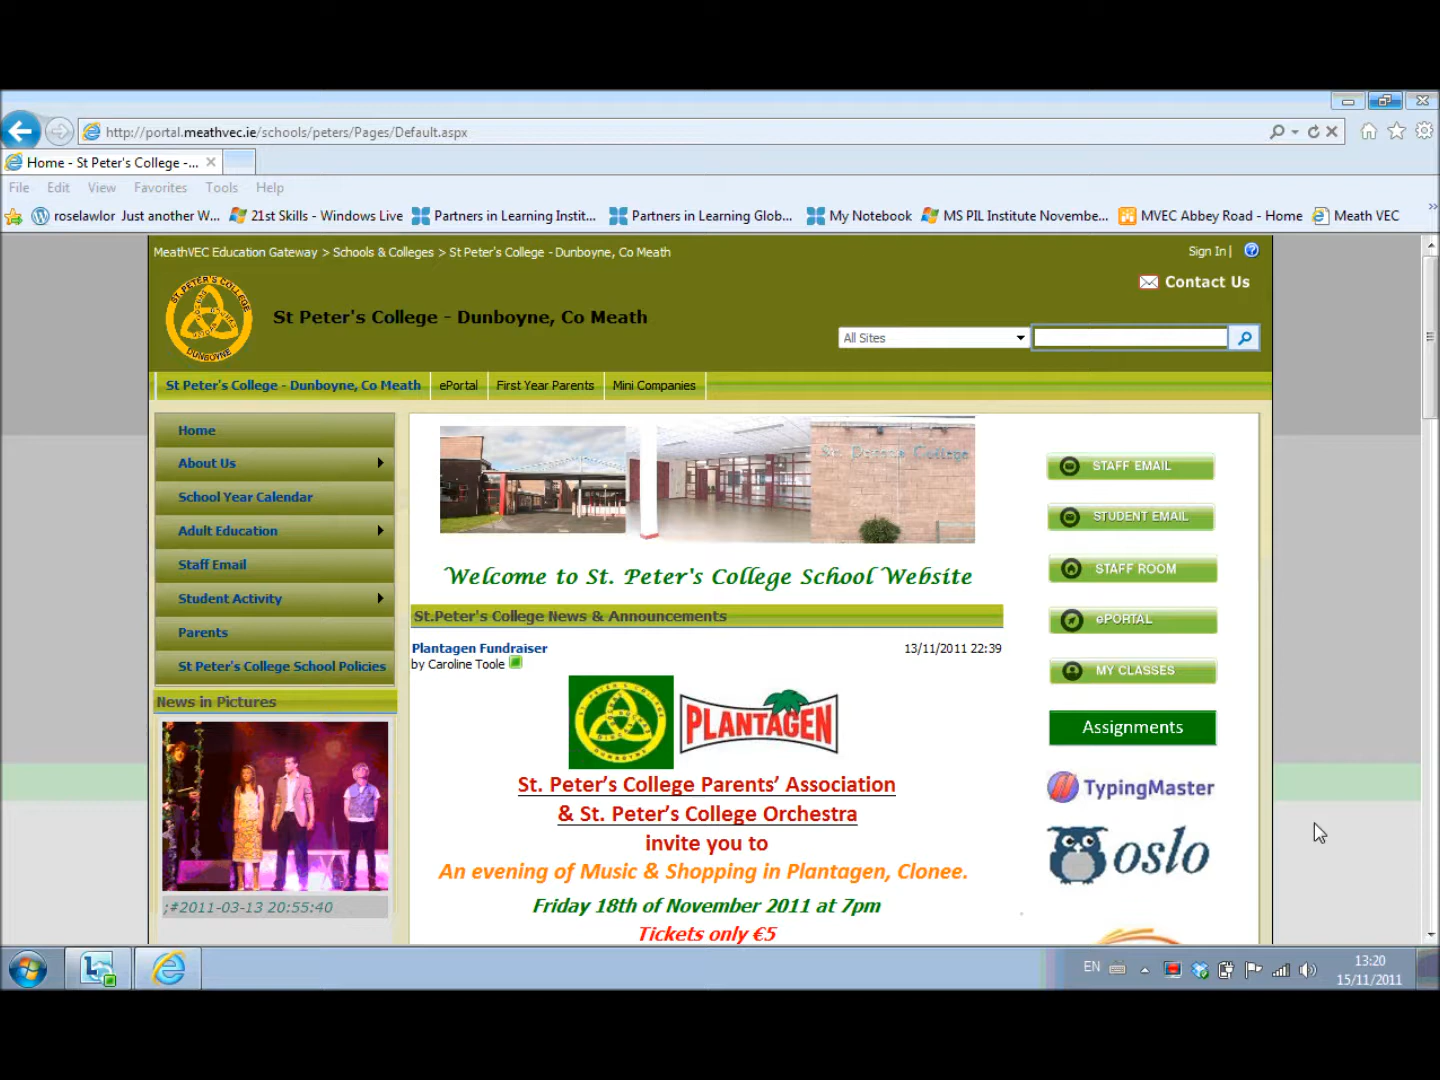 http://portal.meathvec.ie/schools/peters/Pages/Default.aspx
Home - St Peter's College -...
File Edit View Favorites Tools Help
roselawlor Just another W... 21st Skills - Windows Live Partners in Learning Instit... Partners in Learning Glob... My Notebook MS PIL Institute Novembe... MVEC Abbey Road - Home Meath VEC
MeathVEC Education Gateway > Schools & Colleges > St Peter's College - Dunboyne, Co Meath
Sign In |
Contact Us
ST. PETER'S COLLEGE
DUNBOYNE
St Peter's College - Dunboyne, Co Meath
All Sites
St Peter's College - Dunboyne, Co Meath ePortal First Year Parents Mini Companies
Home
About Us
School Year Calendar
Adult Education
Staff Email
Student Activity
Parents
St Peter's College School Policies
News in Pictures
;#2011-03-13 20:55:40
St. Peters College
Welcome to St. Peter's College School Website
St.Peter's College News & Announcements
Plantagen Fundraiser 13/11/2011 22:39
by Caroline Toole
PLANTAGEN
St. Peter's College Parents' Association
& St. Peter's College Orchestra
invite you to
An evening of Music & Shopping in Plantagen, Clonee.
Friday 18th of November 2011 at 7pm
Tickets only €5
STAFF EMAIL
STUDENT EMAIL
STAFF ROOM
ePORTAL
MY CLASSES
Assignments
TypingMaster
oslo
EN
13:20
15/11/2011